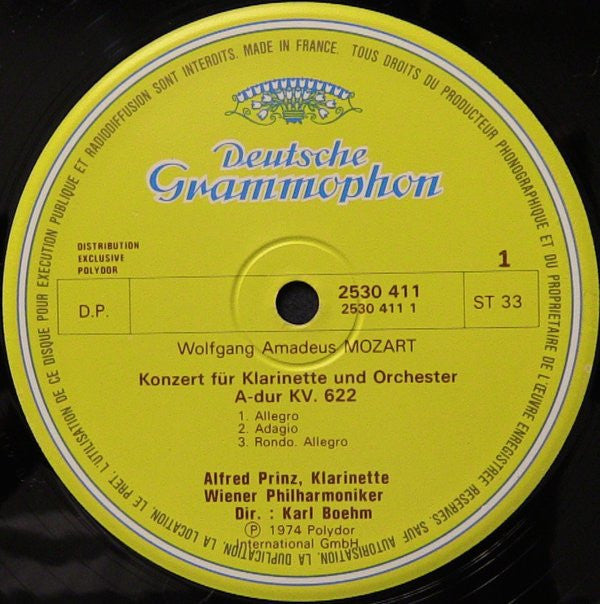 TOUS DROITS DU PRODUCTEUR PHONOGRAPHIQUE ET DU PROPRIETAIRE DE L'ŒUVRE ENREGISTREE RESERVES. SAUF AUTORISATION. LA DUPLICATION, LA LOCATION. LE PRET. L'UTILISATION DE CE DISQUE POUR EXECUTION PUBLIQUE ET RADIODIFFUSION SONT INTERDITS. MADE IN FRANCE.
Deutsche
Grammophon
DISTRIBUTION
EXCLUSIVE
POLYDOR
1
D.P.
2530 411
2530 411 1
ST 33
Wolfgang Amadeus MOZART
Konzert für Klarinette und Orchester
A-dur KV. 622
1. Allegro
2. Adagio
3. Rondo. Allegro
Alfred Prinz, Klarinette
Wiener Philharmoniker
Dir. : Karl Boehm
Ⓟ 1974 Polydor
International GmbH